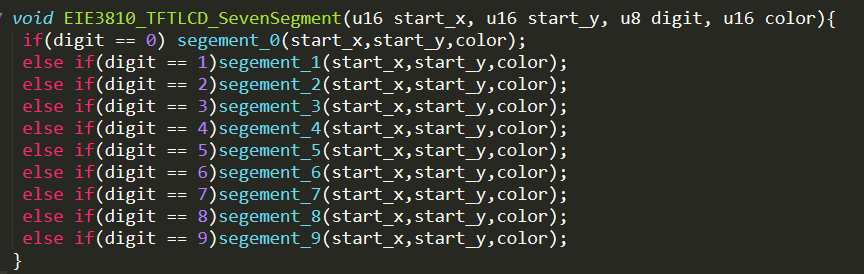 void EIE3810_TFTLCD_SevenSegment(u16 start_x, u16 start_y, u8 digit, u16 color){
if(digit == 0) segement_0(start_x,start_y,color);
else if(digit == 1)segement_1(start_x,start_y,color);
else if(digit == 2)segement_2(start_x,start_y,color);
else if(digit == 3)segement_3(start_x,start_y,color);
else if(digit == 4)segement_4(start_x,start_y,color);
else if(digit == 5)segement_5(start_x,start_y,color);
else if(digit == 6)segement_6(start_x,start_y,color);
else if(digit == 7)segement_7(start_x,start_y,color);
else if(digit == 8)segement_8(start_x,start_y,color);
else if(digit == 9)segement_9(start_x,start_y,color);
}